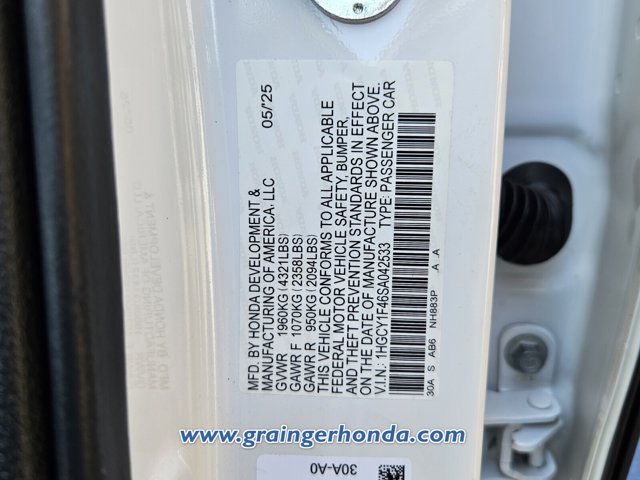 05/'25
MFD. BY HONDA DEVELOPMENT &
MANUFACTURING OF AMERICA, LLC
GVWR 1960KG (4321LBS)
GAWR F 1070KG (2358LBS)
GAWR R 950KG (2094LBS)
THIS VEHICLE CONFORMS TO ALL APPLICABLE
FEDERAL MOTOR VEHICLE SAFETY, BUMPER,
AND THEFT PREVENTION STANDARDS IN EFFECT
ON THE DATE OF MANUFACTURE SHOWN ABOVE.
V.I.N.: 1HGCY1F46SA042533 TYPE: PASSENGER CAR
30A S AB6 NH883P A .A
30A-A0
www.graingerhonda.com